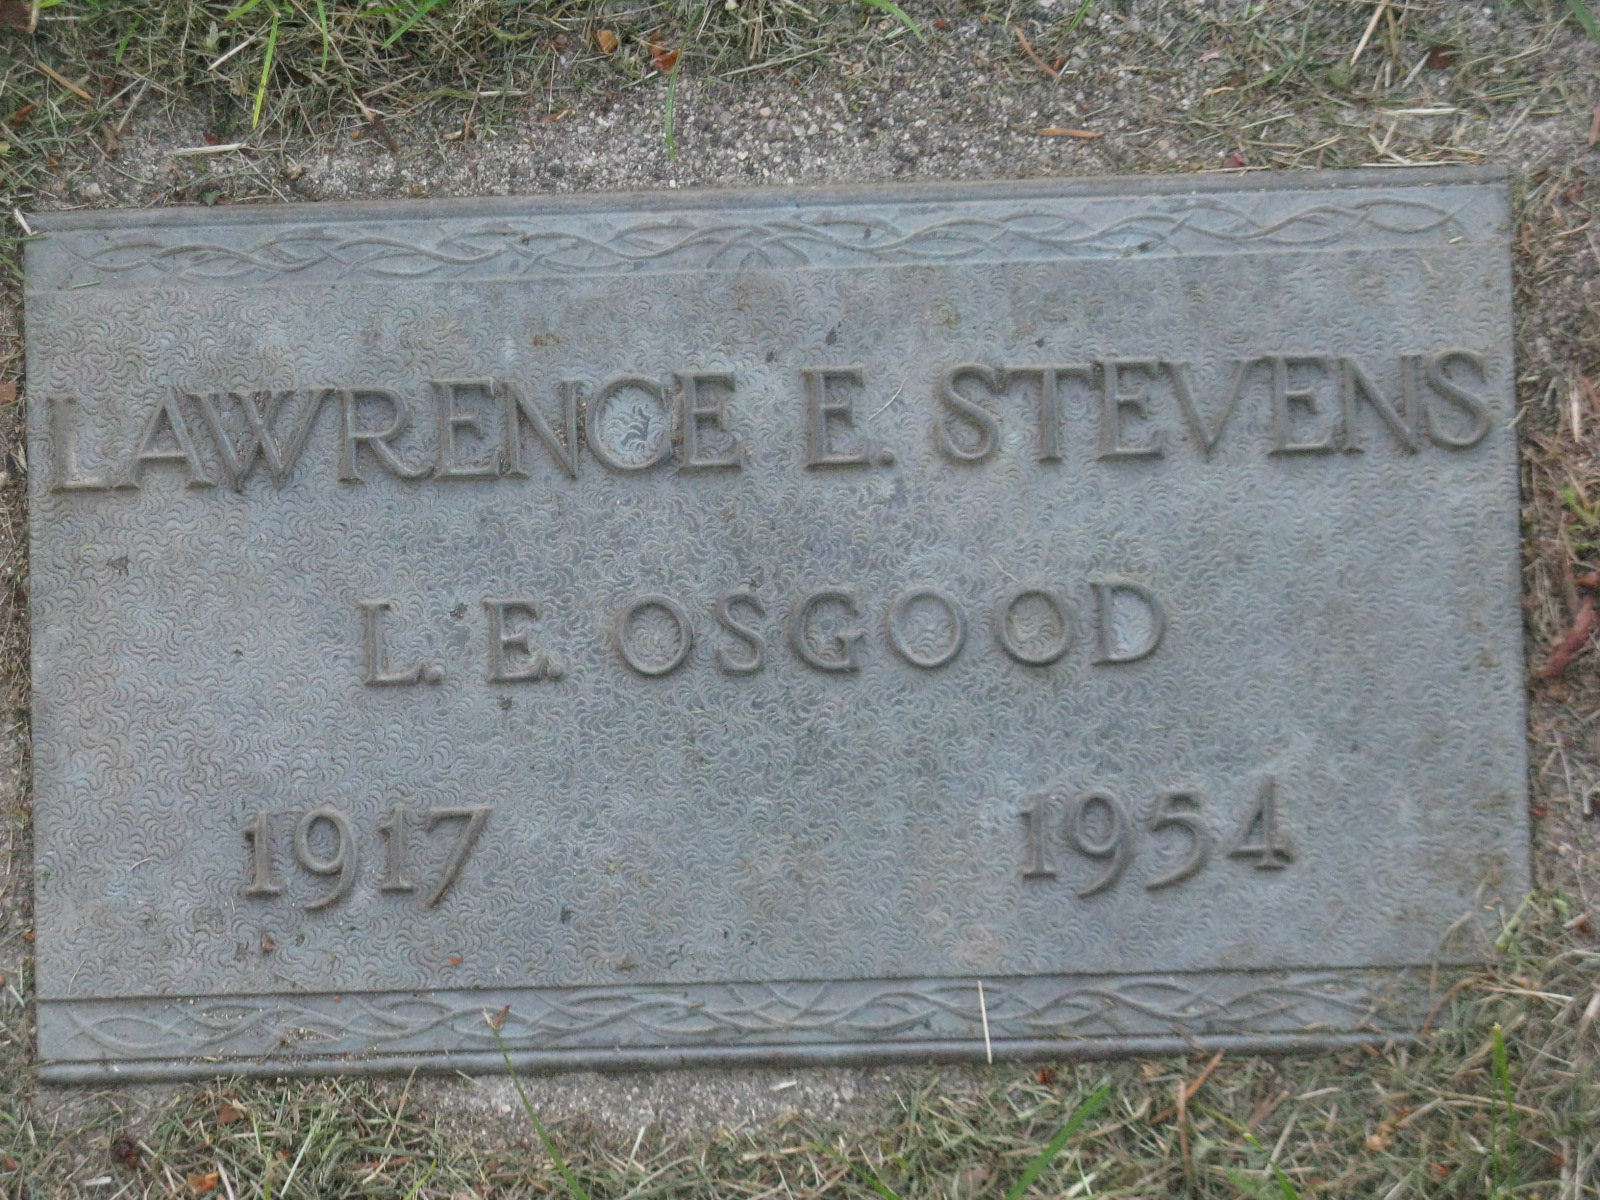 LAWRENCE E. STEVENS
L. E. OSGOOD
1917 1954